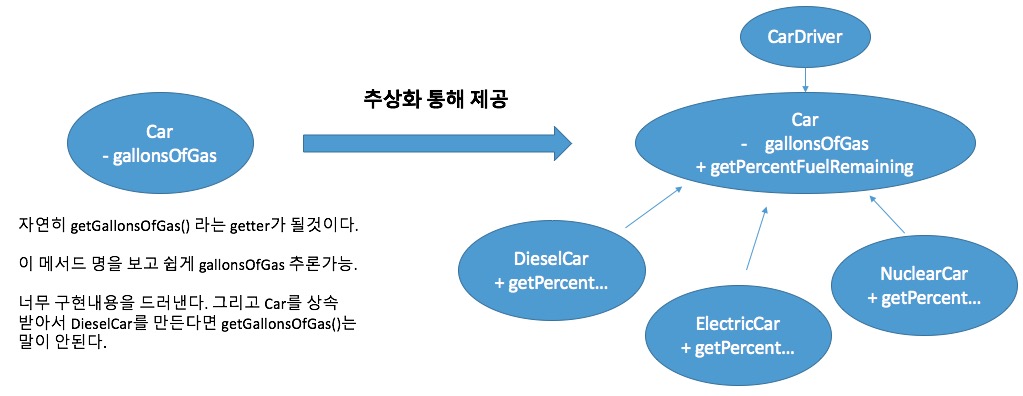 CarDriver
추상화 통해 제공
Car
- gallonsOfGas
Car
- gallonsOfGas
+ getPercentFuelRemaining
자연히 getGallonsOfGas() 라는 getter가 될것이다.
이 메서드 명을 보고 쉽게 gallonsOfGas 추론가능.
너무 구현내용을 드러낸다. 그리고 Car를 상속
받아서 DieselCar를 만든다면 getGallonsOfGas()는
말이 안된다.
DieselCar
+ getPercent...
ElectricCar
+ getPercent...
NuclearCar
+ getPercent...